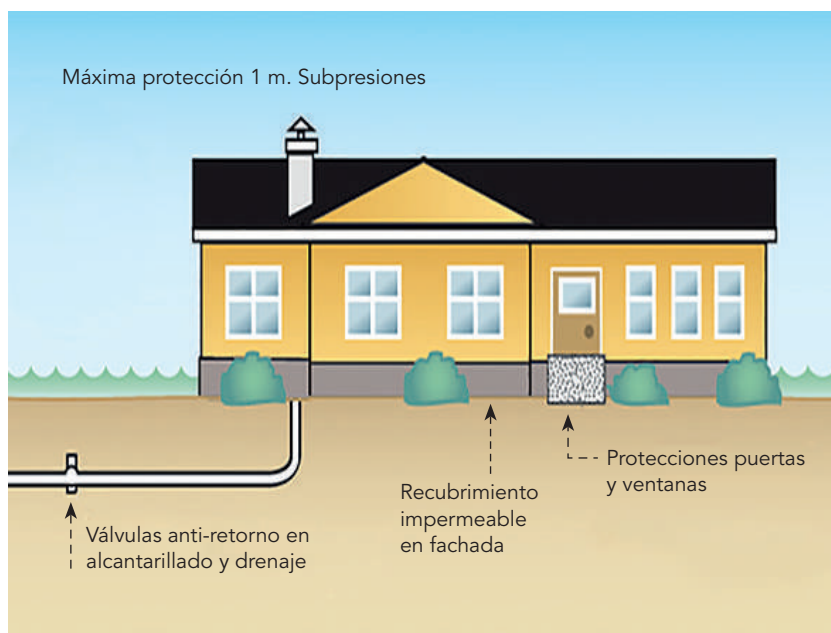 Máxima protección 1 m. Subpresiones
Protecciones puertas
y ventanas
Recubrimiento
impermeable
en fachada
Válvulas anti-retorno en
alcantarillado y drenaje